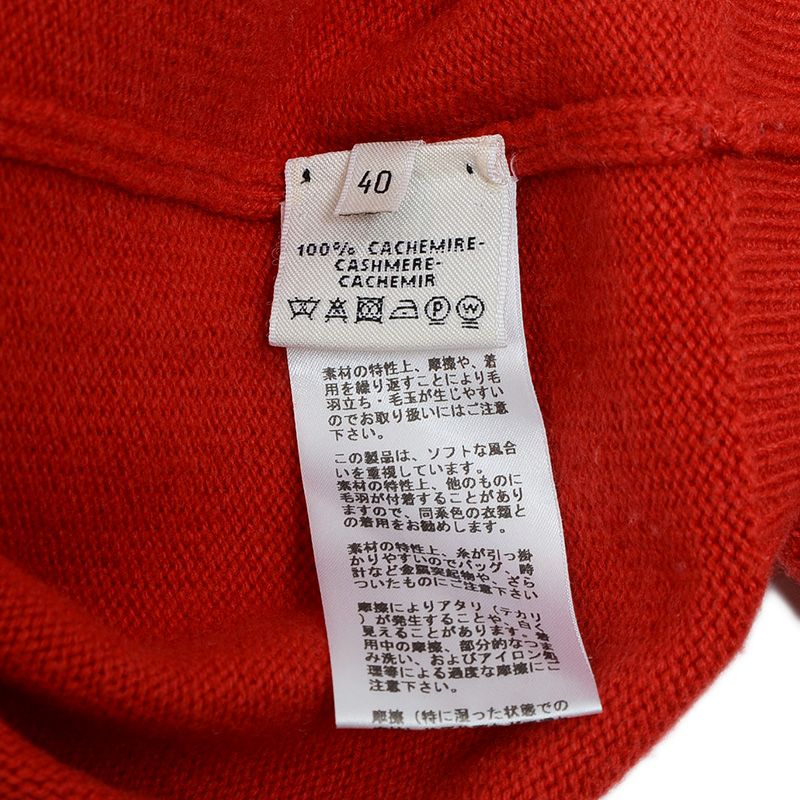 40
100% CACHEMIRE-
CASHMERE-
CACHEMIR
P W
素材の特性上、摩擦や、着
用を繰り返すことにより毛
羽立ち・毛玉が生じやすい
のでお取り扱いにはご注意
下さい。
この製品は、ソフトな風合
いを重視しています。
素材の特性上、他のものに
毛羽が付着することがあり
ますので、同系色の衣類と
の着用をお勧めします。
素材の特性上、糸が引っ掛
かりやすいのでバッグ、時
計など金属突起物や、ざら
ついたものにご注意下さい
摩擦によりアタリ（テカリ
）が発生することや、白く
見えることがあります。着
用中の摩擦、部分的なつま
み洗い、およびアイロン処
理等による過度な摩擦にご
注意下さい。
摩擦（特に湿った状態での